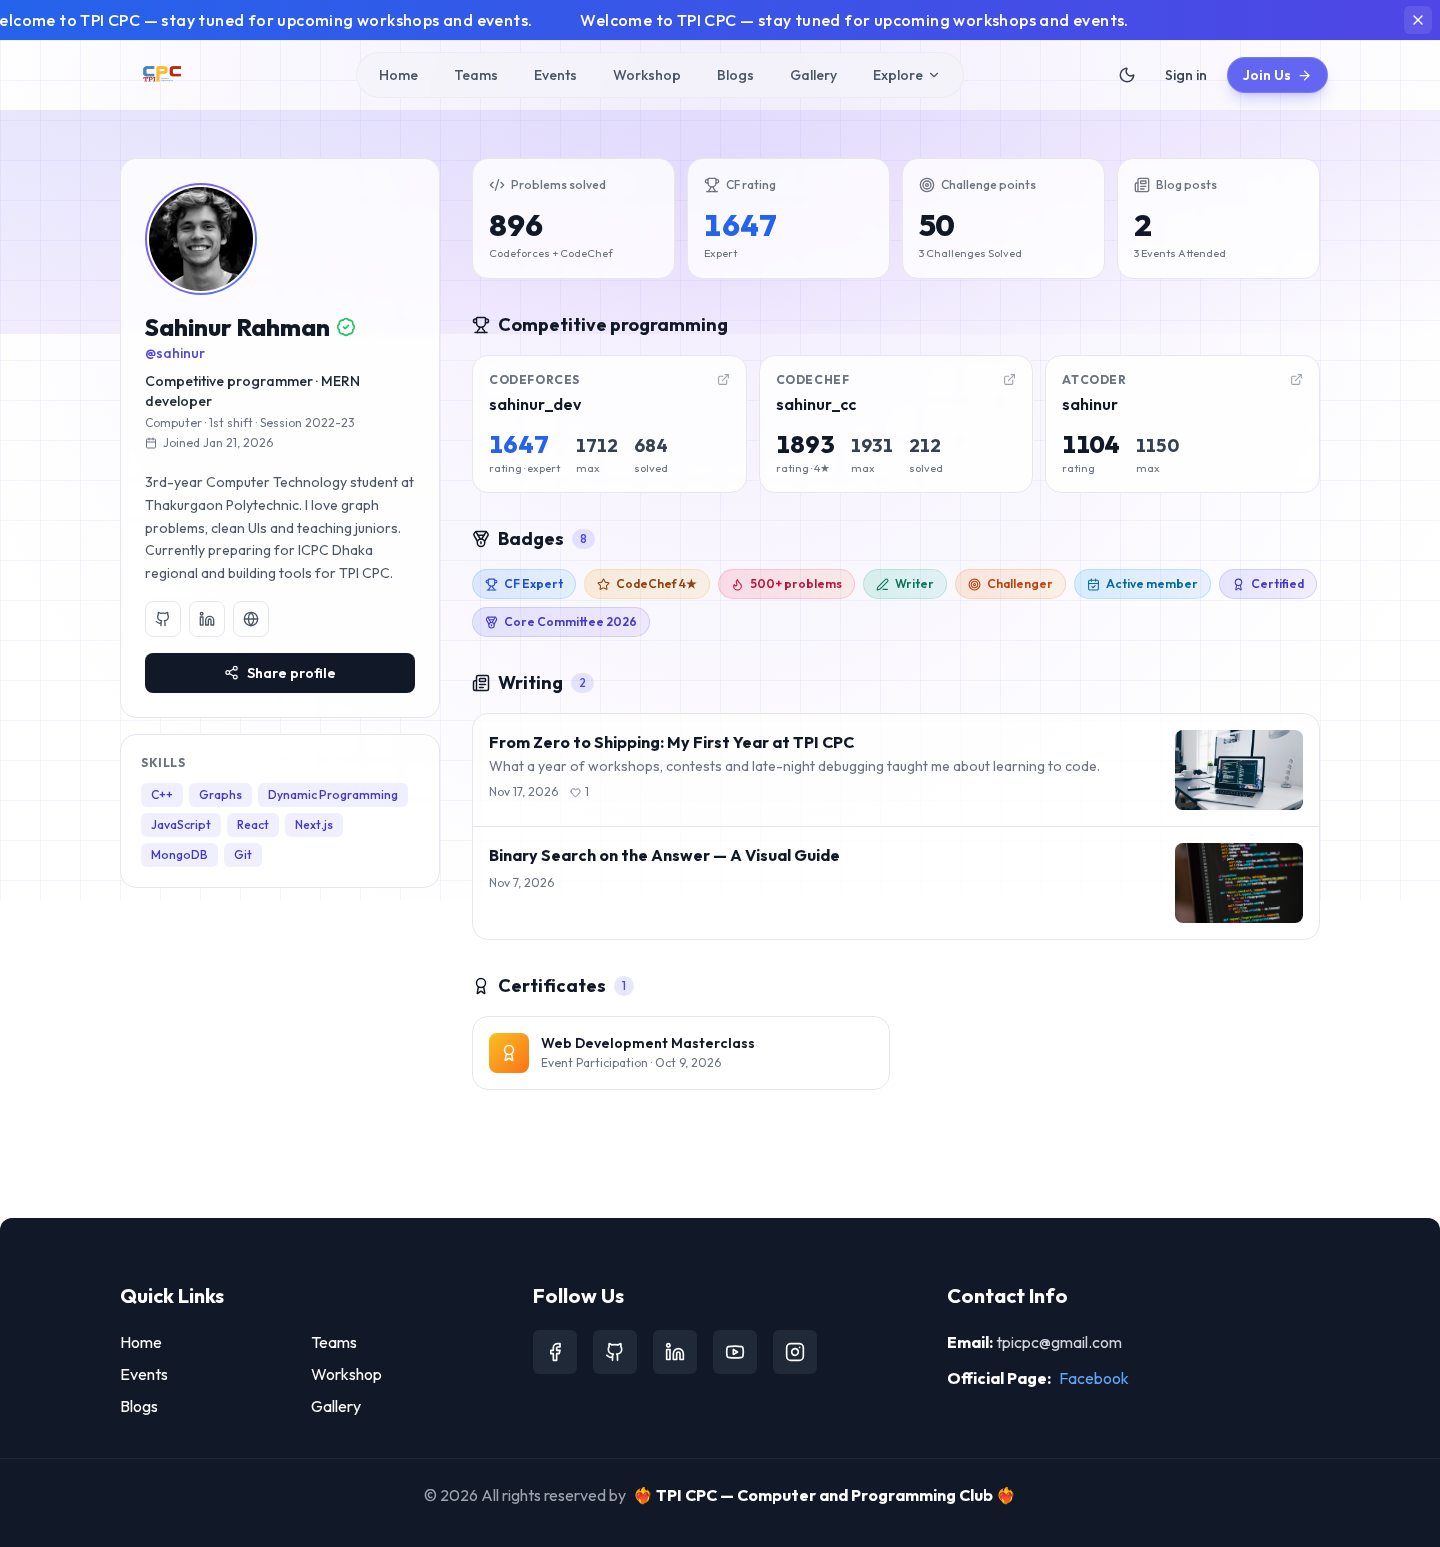 elcome to TPI CPC — stay tuned for upcoming workshops and events. Welcome to TPI CPC — stay tuned for upcoming workshops and events.
CPC
TPI
Home Teams Events Workshop Blogs Gallery Explore
Sign in
Join Us →
Sahinur Rahman
@sahinur
Competitive programmer · MERN
developer
Computer · 1st shift · Session 2022-23
Joined Jan 21, 2026
3rd-year Computer Technology student at
Thakurgaon Polytechnic. I love graph
problems, clean UIs and teaching juniors.
Currently preparing for ICPC Dhaka
regional and building tools for TPI CPC.
Share profile
SKILLS
C++ Graphs Dynamic Programming
JavaScript React Next.js
MongoDB Git
Problems solved
896
Codeforces + CodeChef
CF rating
1647
Expert
Challenge points
50
3 Challenges Solved
Blog posts
2
3 Events Attended
Competitive programming
CODEFORCES
sahinur_dev
1647 1712 684
rating · expert max solved
CODECHEF
sahinur_cc
1893 1931 212
rating · 4★ max solved
ATCODER
sahinur
1104 1150
rating max
Badges 8
CF Expert CodeChef 4★ 500+ problems Writer Challenger Active member Certified
Core Committee 2026
Writing 2
From Zero to Shipping: My First Year at TPI CPC
What a year of workshops, contests and late-night debugging taught me about learning to code.
Nov 17, 2026 1
Binary Search on the Answer — A Visual Guide
Nov 7, 2026
Certificates 1
Web Development Masterclass
Event Participation · Oct 9, 2026
Quick Links
Home Teams
Events Workshop
Blogs Gallery
Follow Us
Contact Info
Email: tpicpc@gmail.com
Official Page: Facebook
© 2026 All rights reserved by ❤️‍🔥 TPI CPC — Computer and Programming Club ❤️‍🔥